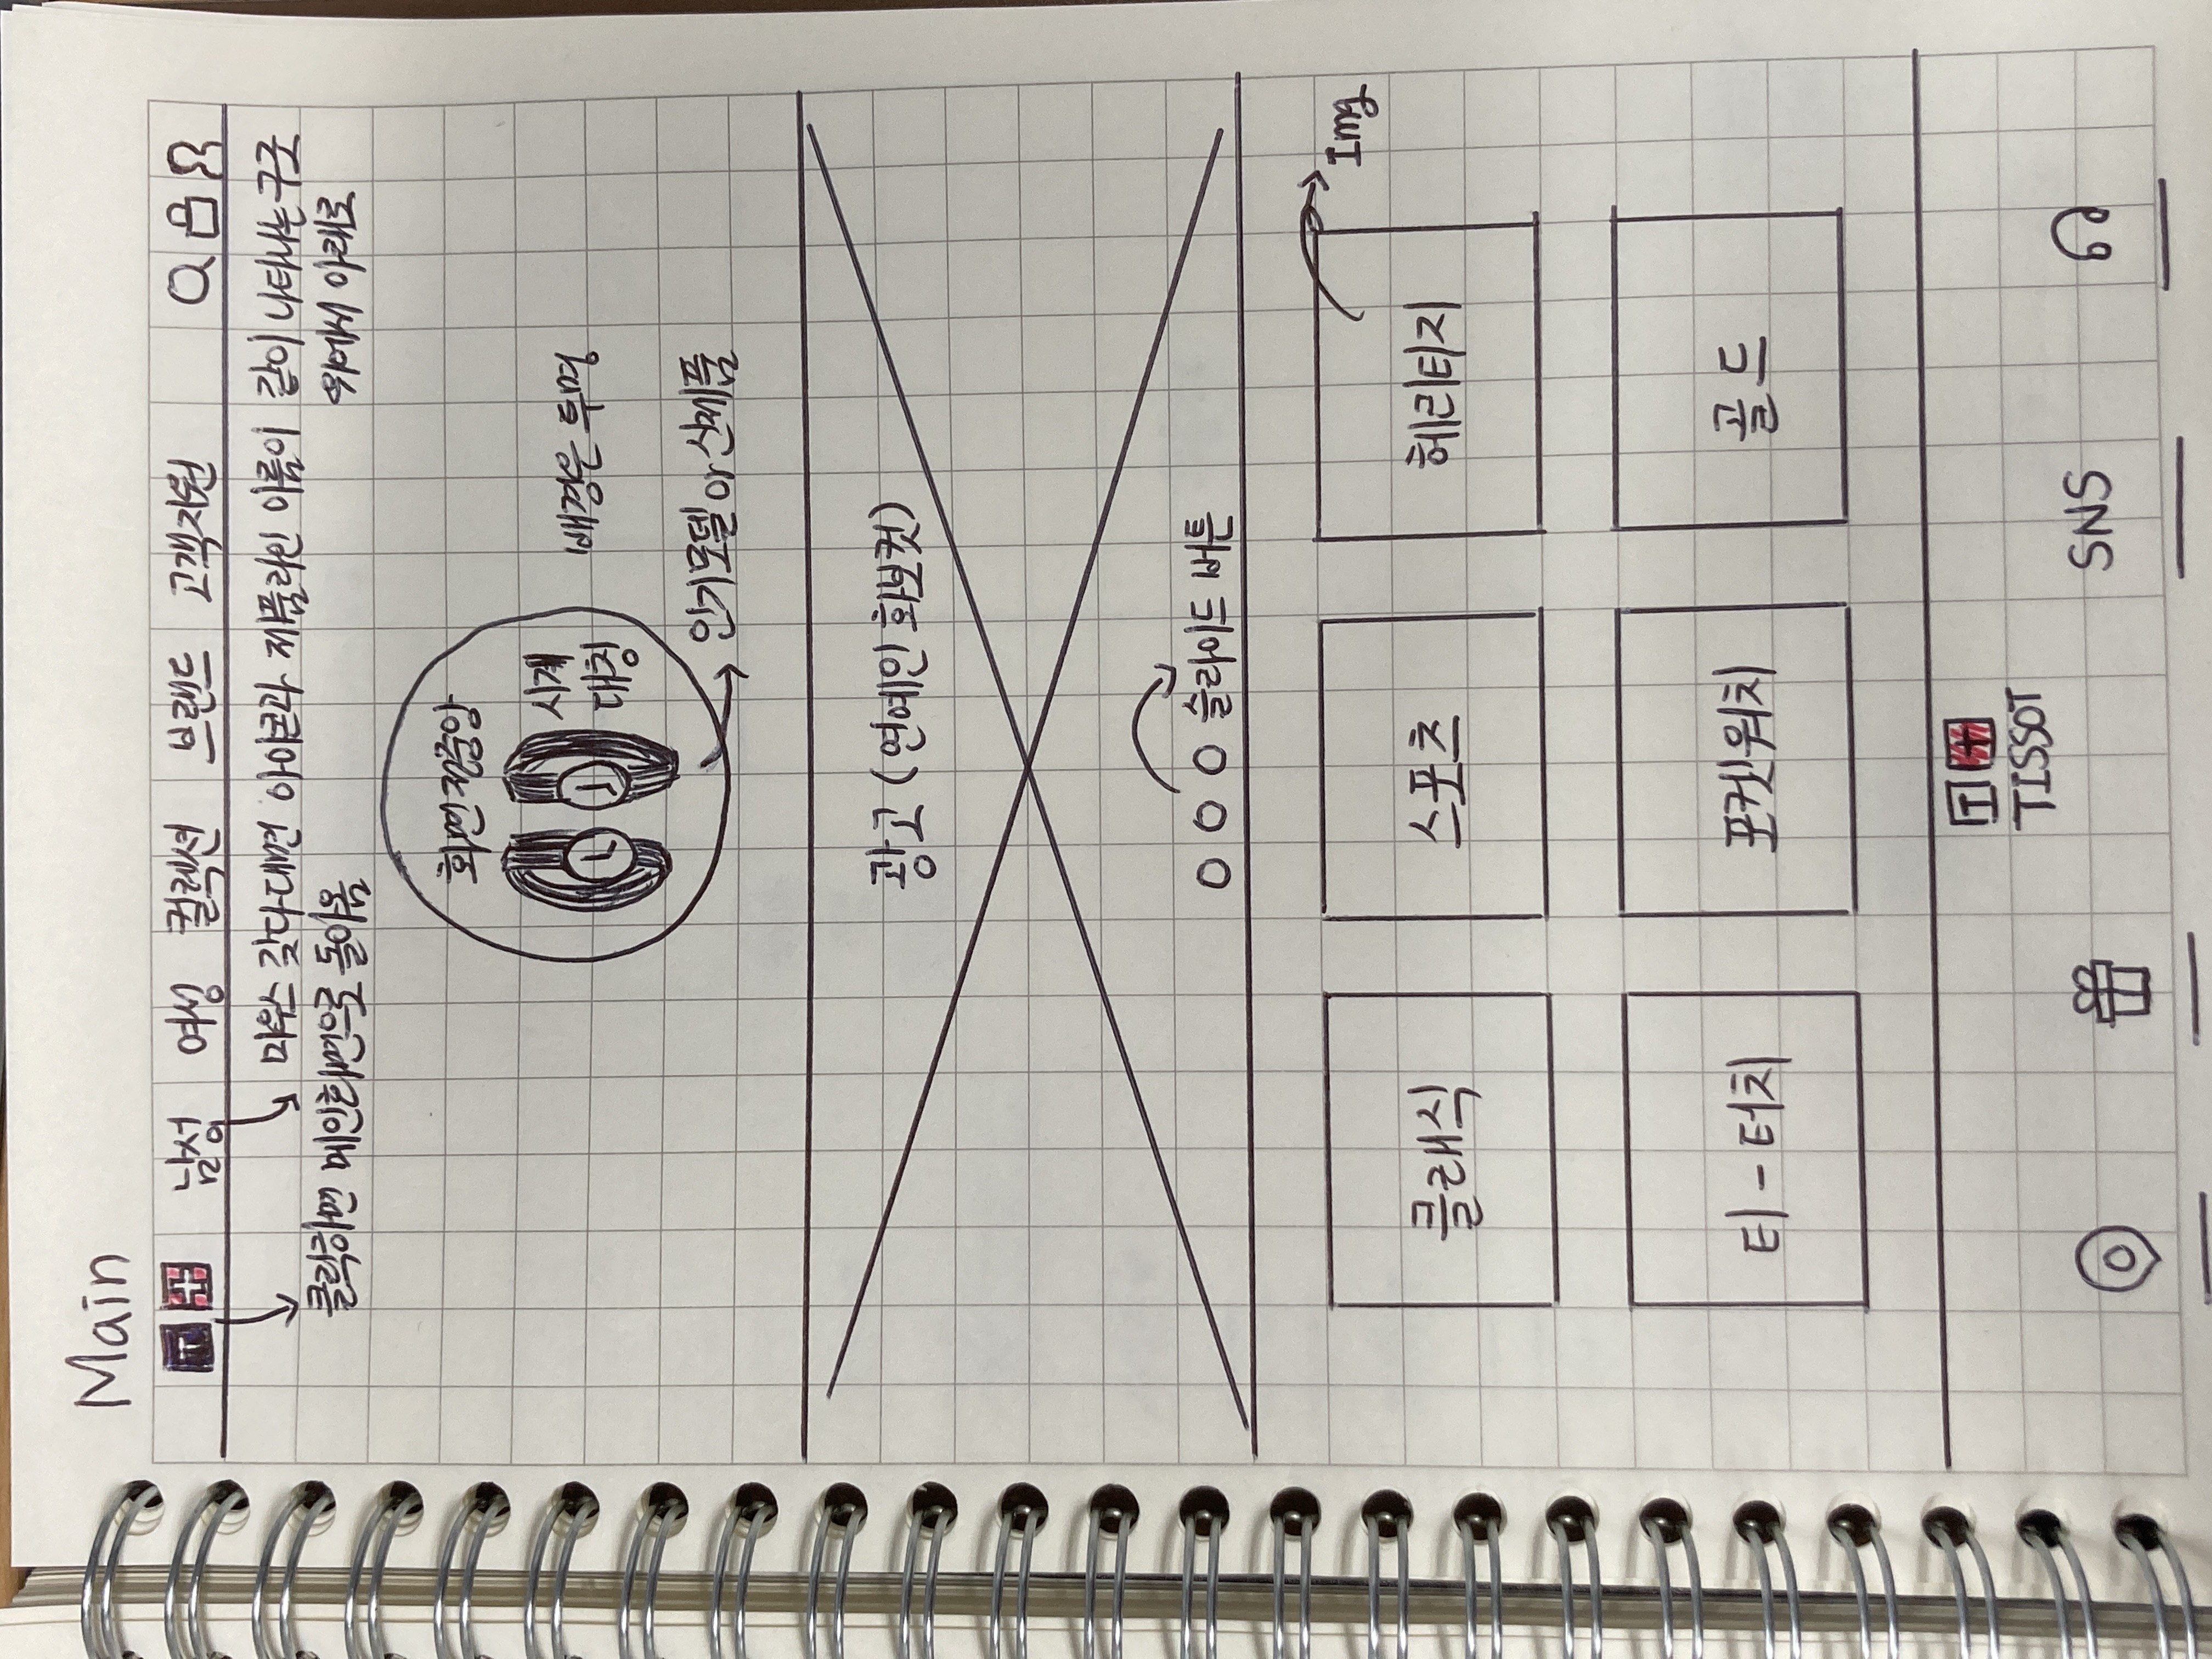 Main
T 남성 여성 컬렉션 브랜드 고객지원
마우스 갖다대면 아이콘과 제품라인 이름이 같이 나타나는 구조
클릭하면 메인화면으로 돌아옴
위에서 아래로
화면 정중앙
시계
대칭
배경은 투명
인기모델 or 신제품
광고 (연예인 화보컷)
슬라이드 버튼
Img
클래식 스포츠 헤리티지
티-터치 포켓워치 골드
T
TISSOT
SNS